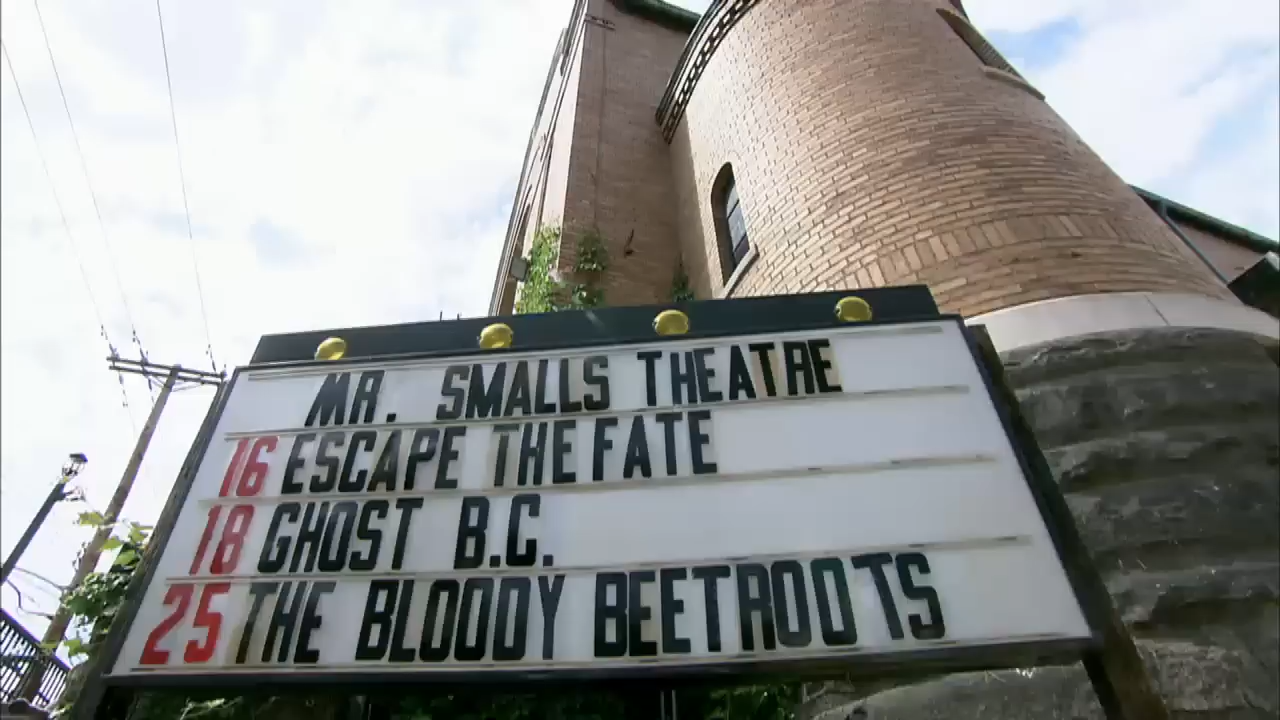 MR. SMALLS THEATRE
16 ESCAPE THE FATE
18 GHOST B.C.
25 THE BLOODY BEETROOTS